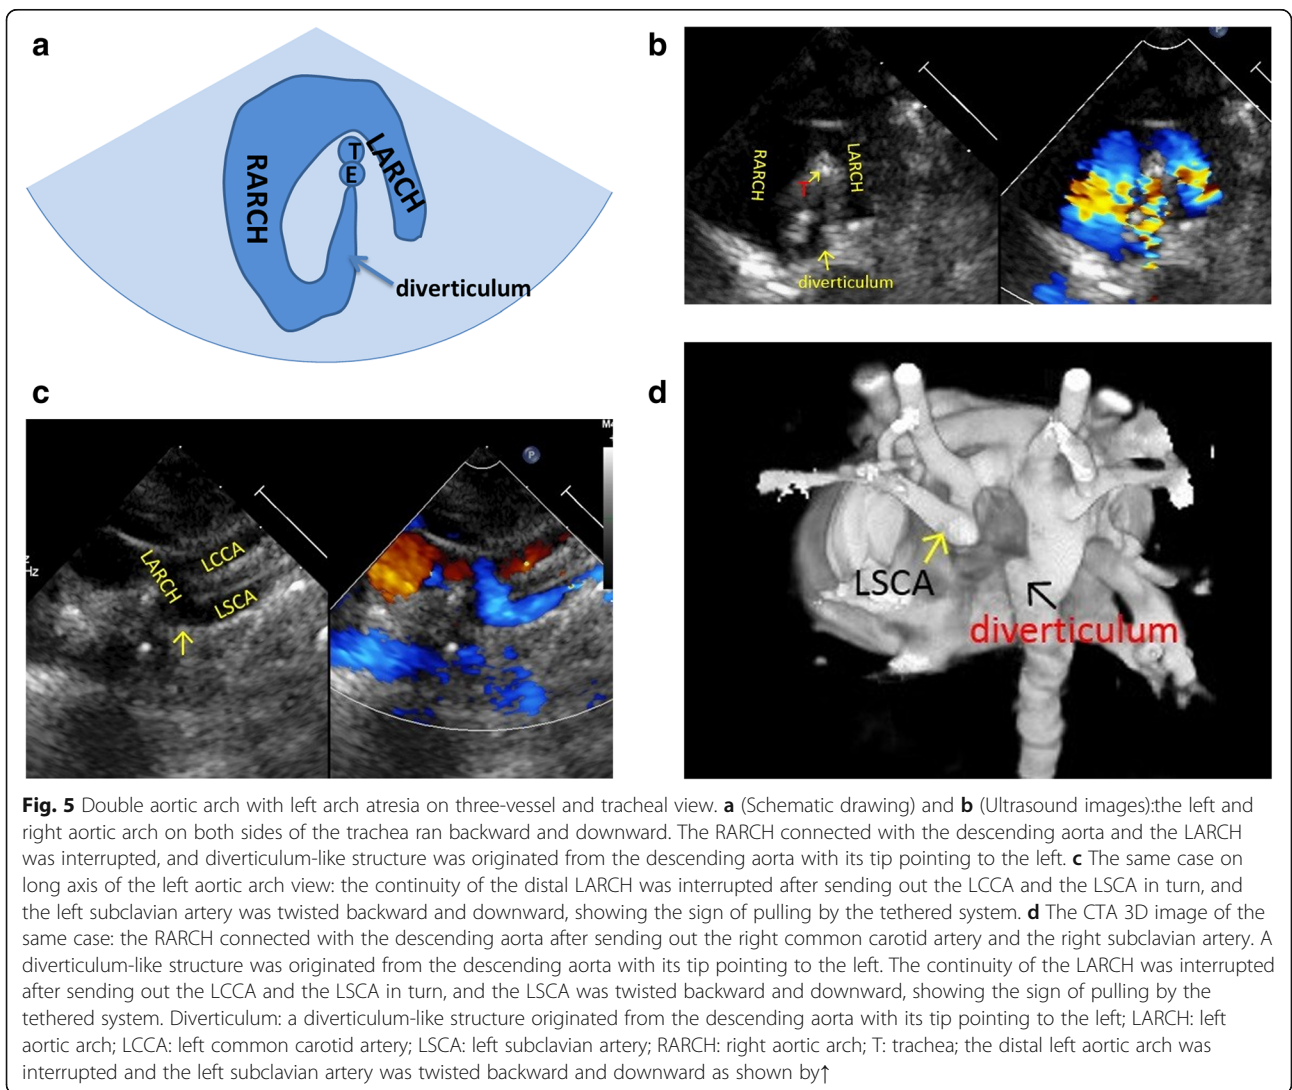 a
RARCH
LARCH
T
E
diverticulum
b
P
RARCH
LARCH
T
diverticulum
c
M4
P
Hz
LARCH
LCCA
LSCA
d
LSCA
diverticulum
Fig. 5 Double aortic arch with left arch atresia on three-vessel and tracheal view. a (Schematic drawing) and b (Ultrasound images):the left and
right aortic arch on both sides of the trachea ran backward and downward. The RARCH connected with the descending aorta and the LARCH
was interrupted, and diverticulum-like structure was originated from the descending aorta with its tip pointing to the left. c The same case on
long axis of the left aortic arch view: the continuity of the distal LARCH was interrupted after sending out the LCCA and the LSCA in turn, and
the left subclavian artery was twisted backward and downward, showing the sign of pulling by the tethered system. d The CTA 3D image of the
same case: the RARCH connected with the descending aorta after sending out the right common carotid artery and the right subclavian artery. A
diverticulum-like structure was originated from the descending aorta with its tip pointing to the left. The continuity of the LARCH was interrupted
after sending out the LCCA and the LSCA in turn, and the LSCA was twisted backward and downward, showing the sign of pulling by the
tethered system. Diverticulum: a diverticulum-like structure originated from the descending aorta with its tip pointing to the left; LARCH: left
aortic arch; LCCA: left common carotid artery; LSCA: left subclavian artery; RARCH: right aortic arch; T: trachea; the distal left aortic arch was
interrupted and the left subclavian artery was twisted backward and downward as shown by↑